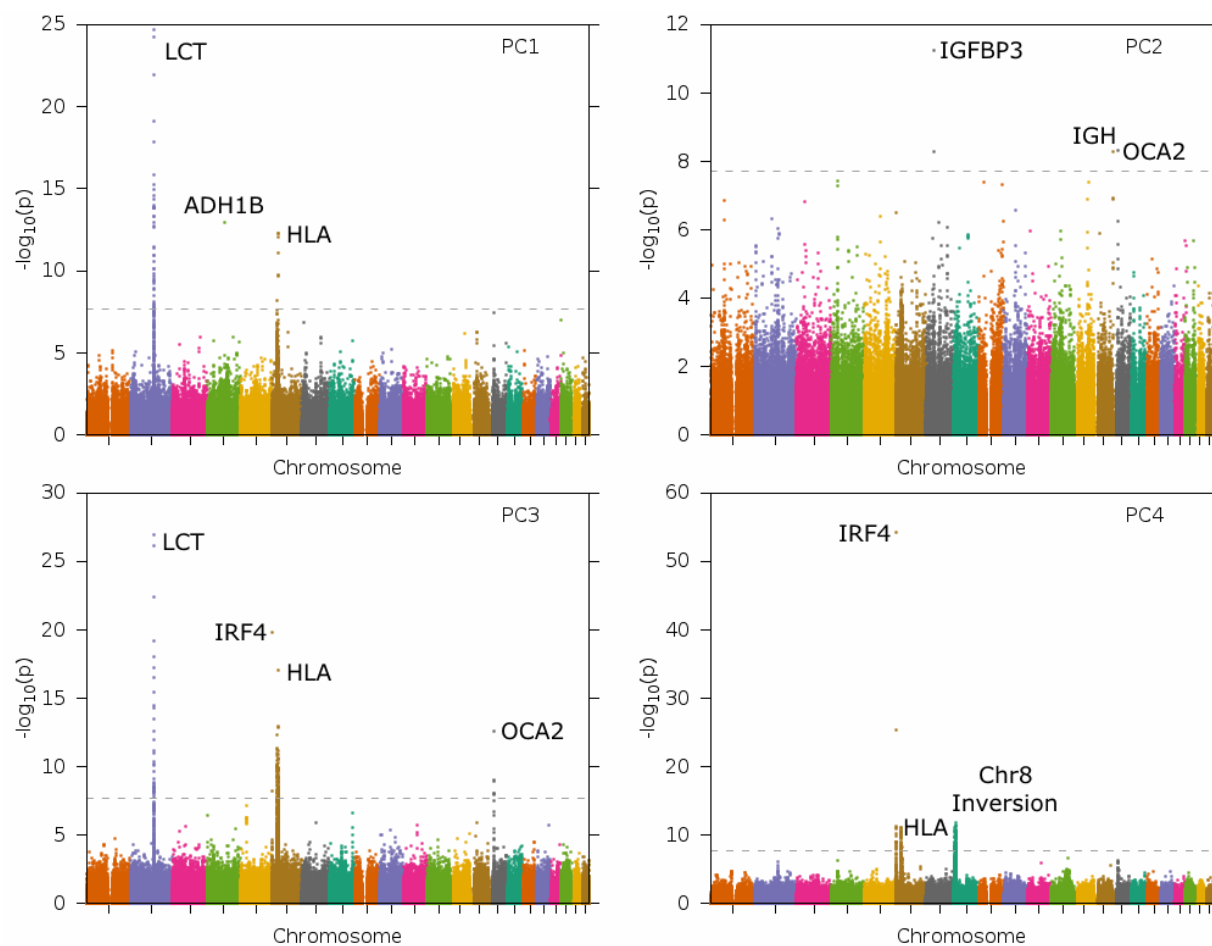 25
20
15
10
5
0
-log10(p)
LCT
PC1
ADH1B
HLA
Chromosome
12
10
8
6
4
2
0
-log10(p)
IGFBP3
PC2
IGH
OCA2
Chromosome
30
25
20
15
10
5
0
-log10(p)
PC3
LCT
IRF4
HLA
OCA2
Chromosome
60
50
40
30
20
10
0
-log10(p)
PC4
IRF4
Chr8
Inversion
HLA
Chromosome